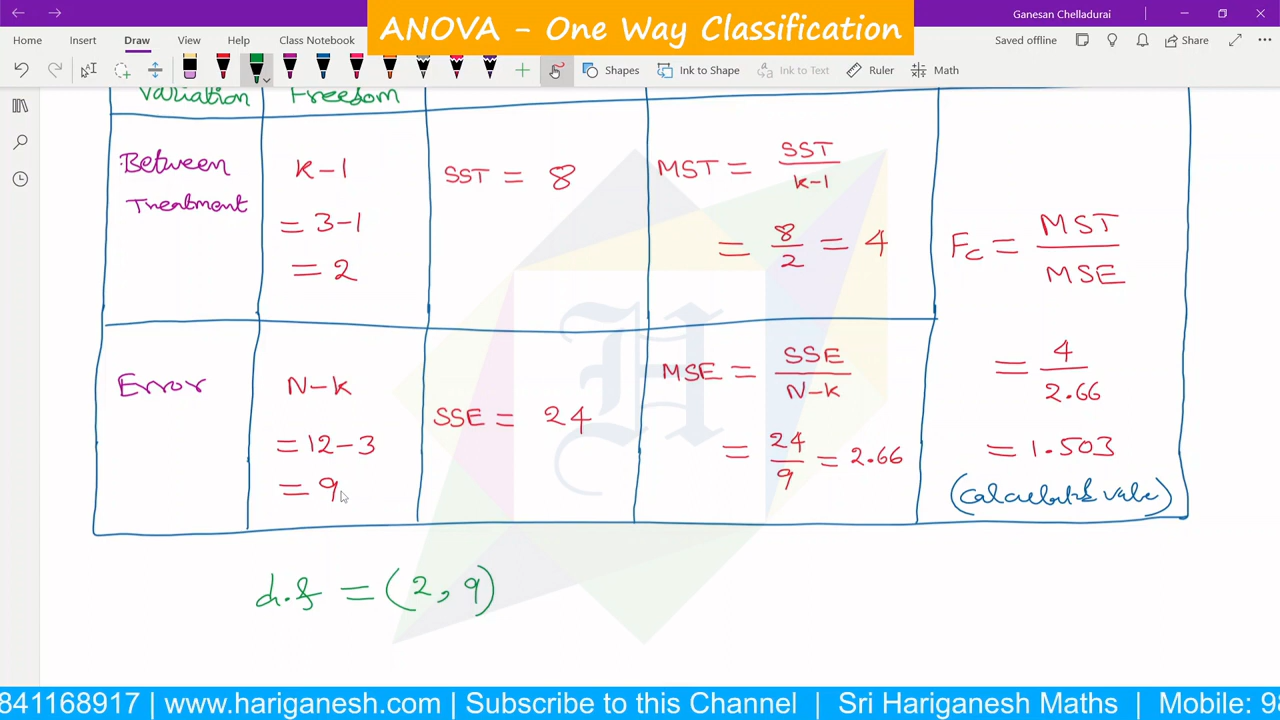 ANOVA - One Way Classification
Ganesan Chelladurai
Home Insert Draw View Help Class Notebook
Saved offline
Share
Shapes
Ink to Shape
Ink to Text
Ruler
Math
Variation
Freedom
Between
Treatment
k-1
= 3-1
= 2
SST = 8
MST = SST / k-1
= 8/2 = 4
Fc = MST / MSE
= 4 / 2.66
= 1.503
(Calculated value)
Error
N-k
= 12-3
= 9
SSE = 24
MSE = SSE / N-k
= 24/9 = 2.66
d.f = (2, 9)
841168917 | www.hariganesh.com | Subscribe to this Channel | Sri Hariganesh Maths | Mobile: 98